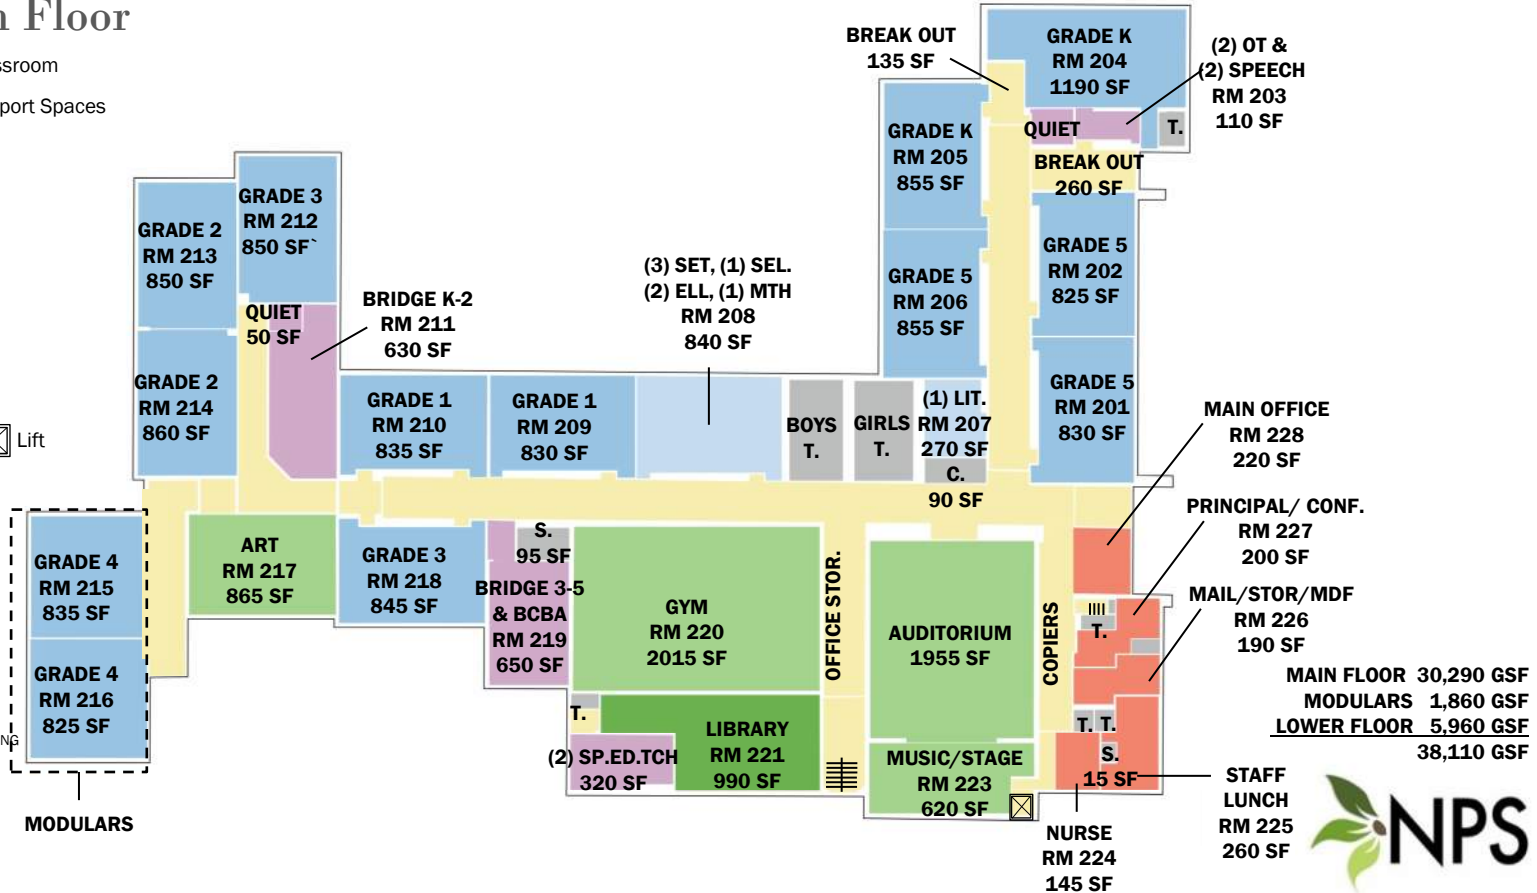 n Floor
ssroom
port Spaces
Lift
NG
BREAK OUT
135 SF
GRADE K
RM 204
1190 SF
(2) OT &
(2) SPEECH
RM 203
110 SF
QUIET
T.
BREAK OUT
260 SF
GRADE K
RM 205
855 SF
GRADE 5
RM 202
825 SF
GRADE 5
RM 206
855 SF
GRADE 5
RM 201
830 SF
GRADE 3
RM 212
850 SF`
GRADE 2
RM 213
850 SF
QUIET
50 SF
BRIDGE K-2
RM 211
630 SF
(3) SET, (1) SEL.
(2) ELL, (1) MTH
RM 208
840 SF
GRADE 2
RM 214
860 SF
GRADE 1
RM 210
835 SF
GRADE 1
RM 209
830 SF
BOYS
T.
GIRLS
T.
(1) LIT.
RM 207
270 SF
C.
90 SF
MAIN OFFICE
RM 228
220 SF
PRINCIPAL/ CONF.
RM 227
200 SF
MAIL/STOR/MDF
RM 226
190 SF
GRADE 4
RM 215
835 SF
GRADE 4
RM 216
825 SF
MODULARS
ART
RM 217
865 SF
GRADE 3
RM 218
845 SF
S.
95 SF
BRIDGE 3-5
& BCBA
RM 219
650 SF
GYM
RM 220
2015 SF
OFFICE STOR.
AUDITORIUM
1955 SF
COPIERS
T.
T.
(2) SP.ED.TCH
320 SF
LIBRARY
RM 221
990 SF
MUSIC/STAGE
RM 223
620 SF
T. T.
S.
15 SF
NURSE
RM 224
145 SF
STAFF
LUNCH
RM 225
260 SF
MAIN FLOOR 30,290 GSF
MODULARS 1,860 GSF
LOWER FLOOR 5,960 GSF
38,110 GSF
NPS